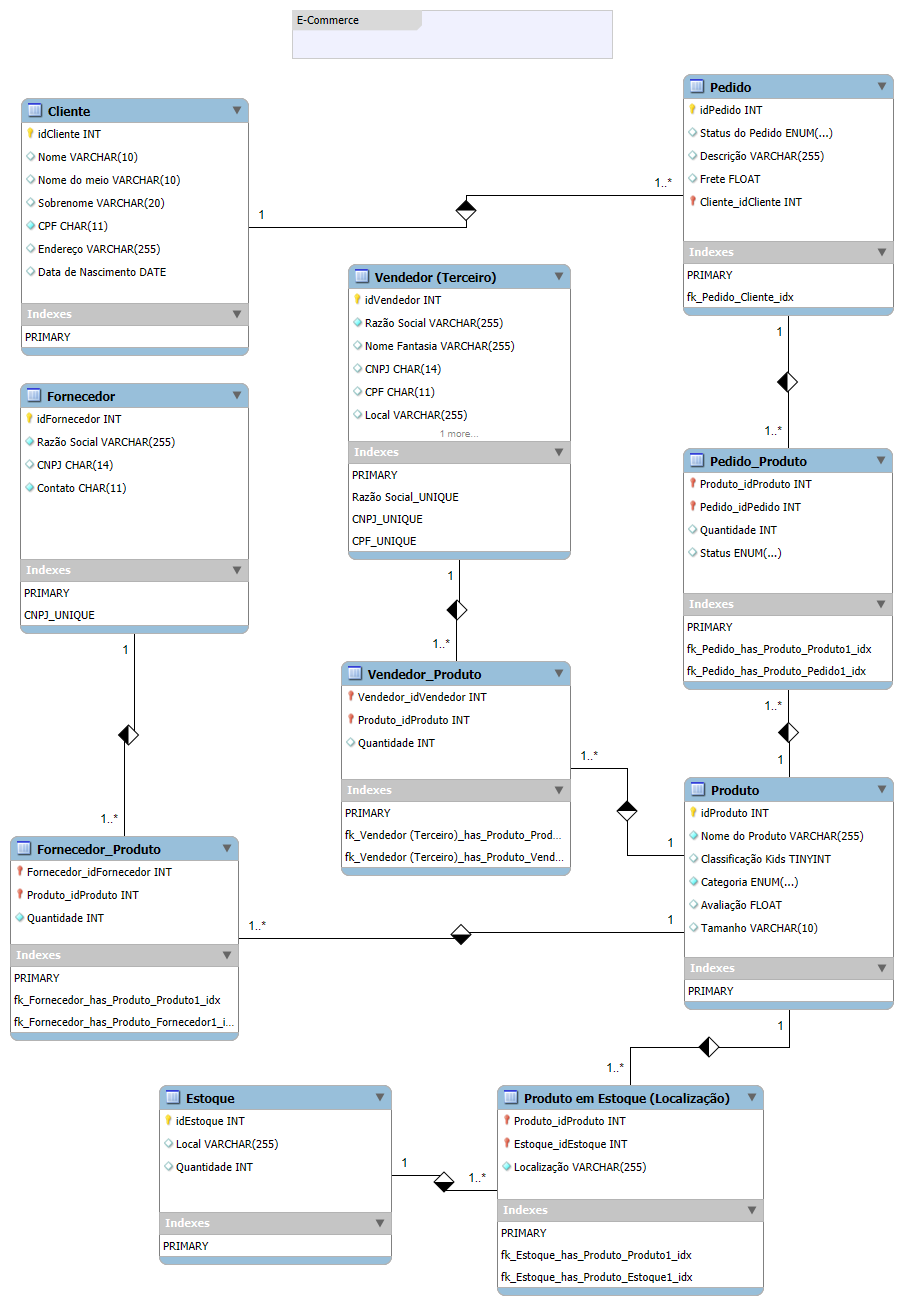 E-Commerce
Cliente
idCliente INT
Nome VARCHAR(10)
Nome do meio VARCHAR(10)
Sobrenome VARCHAR(20)
CPF CHAR(11)
Endereço VARCHAR(255)
Data de Nascimento DATE
Indexes
PRIMARY
1
1..*
Pedido
idPedido INT
Status do Pedido ENUM(...)
Descrição VARCHAR(255)
Frete FLOAT
Cliente_idCliente INT
Indexes
PRIMARY
fk_Pedido_Cliente_idx
1
1..*
Vendedor (Terceiro)
idVendedor INT
Razão Social VARCHAR(255)
Nome Fantasia VARCHAR(255)
CNPJ CHAR(14)
CPF CHAR(11)
Local VARCHAR(255)
1 more...
Indexes
PRIMARY
Razão Social_UNIQUE
CNPJ_UNIQUE
CPF_UNIQUE
1
1..*
Fornecedor
idFornecedor INT
Razão Social VARCHAR(255)
CNPJ CHAR(14)
Contato CHAR(11)
Indexes
PRIMARY
CNPJ_UNIQUE
1
1..*
Pedido_Produto
Produto_idProduto INT
Pedido_idPedido INT
Quantidade INT
Status ENUM(...)
Indexes
PRIMARY
fk_Pedido_has_Produto_Produto1_idx
fk_Pedido_has_Produto_Pedido1_idx
1..*
1
Vendedor_Produto
Vendedor_idVendedor INT
Produto_idProduto INT
Quantidade INT
Indexes
PRIMARY
fk_Vendedor (Terceiro)_has_Produto_Prod...
fk_Vendedor (Terceiro)_has_Produto_Vend...
1..*
1
Produto
idProduto INT
Nome do Produto VARCHAR(255)
Classificação Kids TINYINT
Categoria ENUM(...)
Avaliação FLOAT
Tamanho VARCHAR(10)
Indexes
PRIMARY
Fornecedor_Produto
Fornecedor_idFornecedor INT
Produto_idProduto INT
Quantidade INT
Indexes
PRIMARY
fk_Fornecedor_has_Produto_Produto1_idx
fk_Fornecedor_has_Produto_Fornecedor1_i...
1..*
1
1
1..*
Estoque
idEstoque INT
Local VARCHAR(255)
Quantidade INT
Indexes
PRIMARY
1
1..*
Produto em Estoque (Localização)
Produto_idProduto INT
Estoque_idEstoque INT
Localização VARCHAR(255)
Indexes
PRIMARY
fk_Estoque_has_Produto_Produto1_idx
fk_Estoque_has_Produto_Estoque1_idx